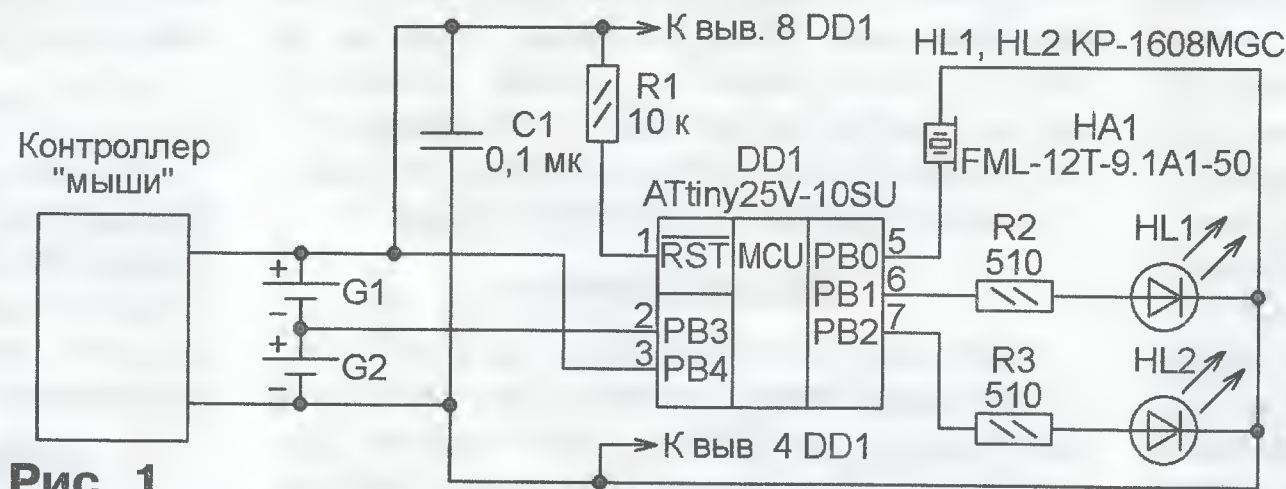 К выв. 8 DD1
HL1, HL2 KP-1608MGC
R1
10 к
C1
0,1 мк
HA1
FML-12T-9.1A1-50
Контроллер
"мыши"
DD1
ATtiny25V-10SU
1
RST
MCU
PB0
5
R2
510
HL1
+
G1
−
PB1
6
2
PB3
PB2
7
+
G2
−
3
PB4
R3
510
HL2
К выв 4 DD1
Рис. 1